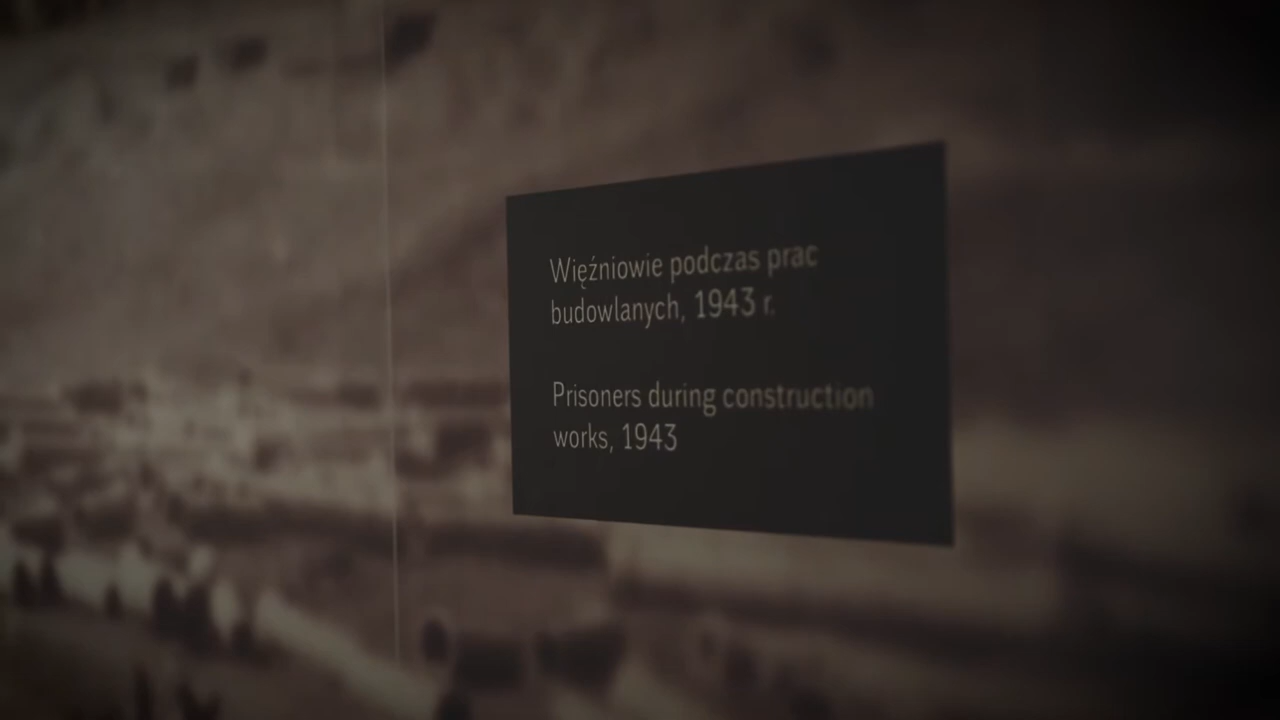 Więźniowie podczas prac
budowlanych, 1943 r.
Prisoners during construction
works, 1943